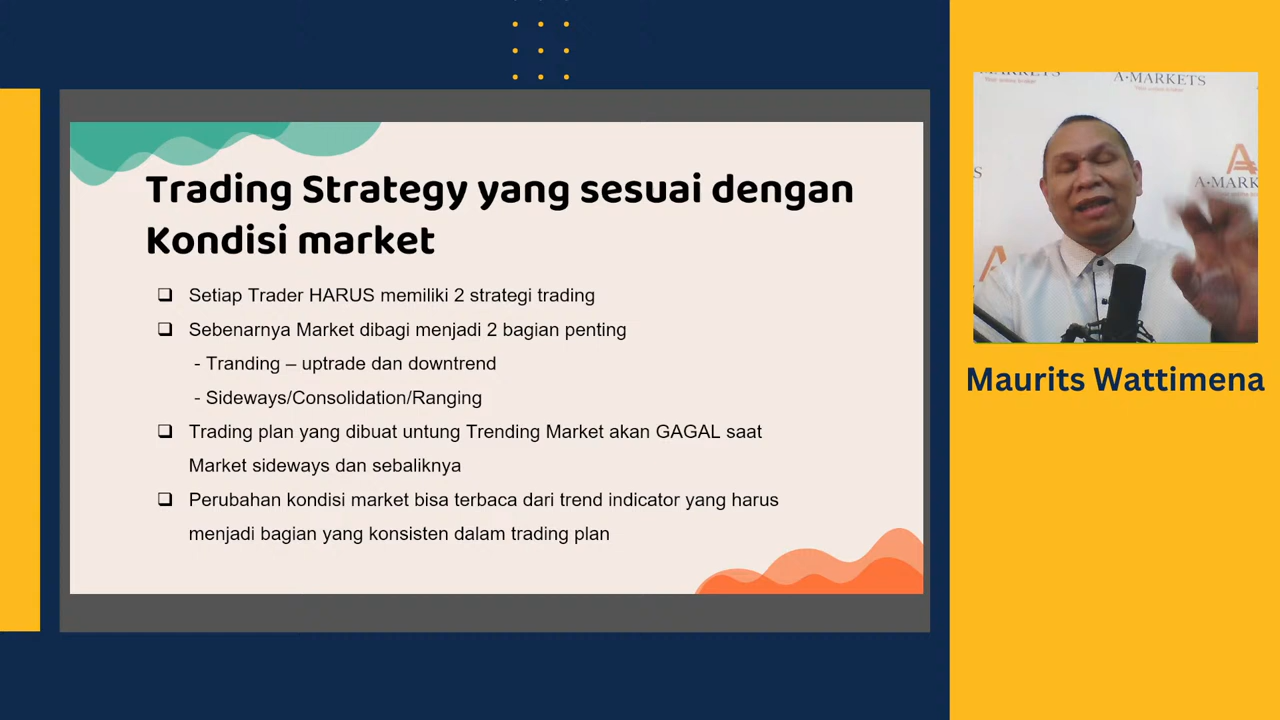 Trading Strategy yang sesuai dengan
Kondisi market
Setiap Trader HARUS memiliki 2 strategi trading
Sebenarnya Market dibagi menjadi 2 bagian penting
- Tranding – uptrade dan downtrend
- Sideways/Consolidation/Ranging
Trading plan yang dibuat untung Trending Market akan GAGAL saat
Market sideways dan sebaliknya
Perubahan kondisi market bisa terbaca dari trend indicator yang harus
menjadi bagian yang konsisten dalam trading plan
A·MARKETS
A·MARK
Maurits Wattimena